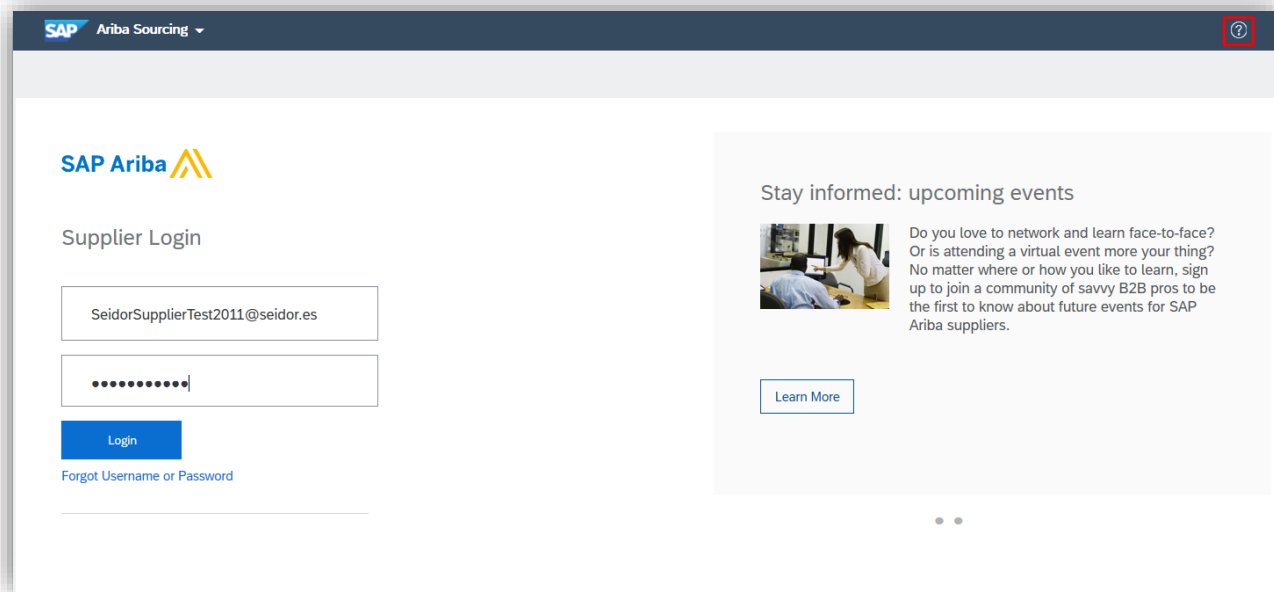 SAP Ariba Sourcing
?
SAP Ariba
Supplier Login
SeidorSupplierTest2011@seidor.es
●●●●●●●●●●●
Login
Forgot Username or Password
Stay informed: upcoming events
Do you love to network and learn face-to-face?
Or is attending a virtual event more your thing?
No matter where or how you like to learn, sign
up to join a community of savvy B2B pros to be
the first to know about future events for SAP
Ariba suppliers.
Learn More